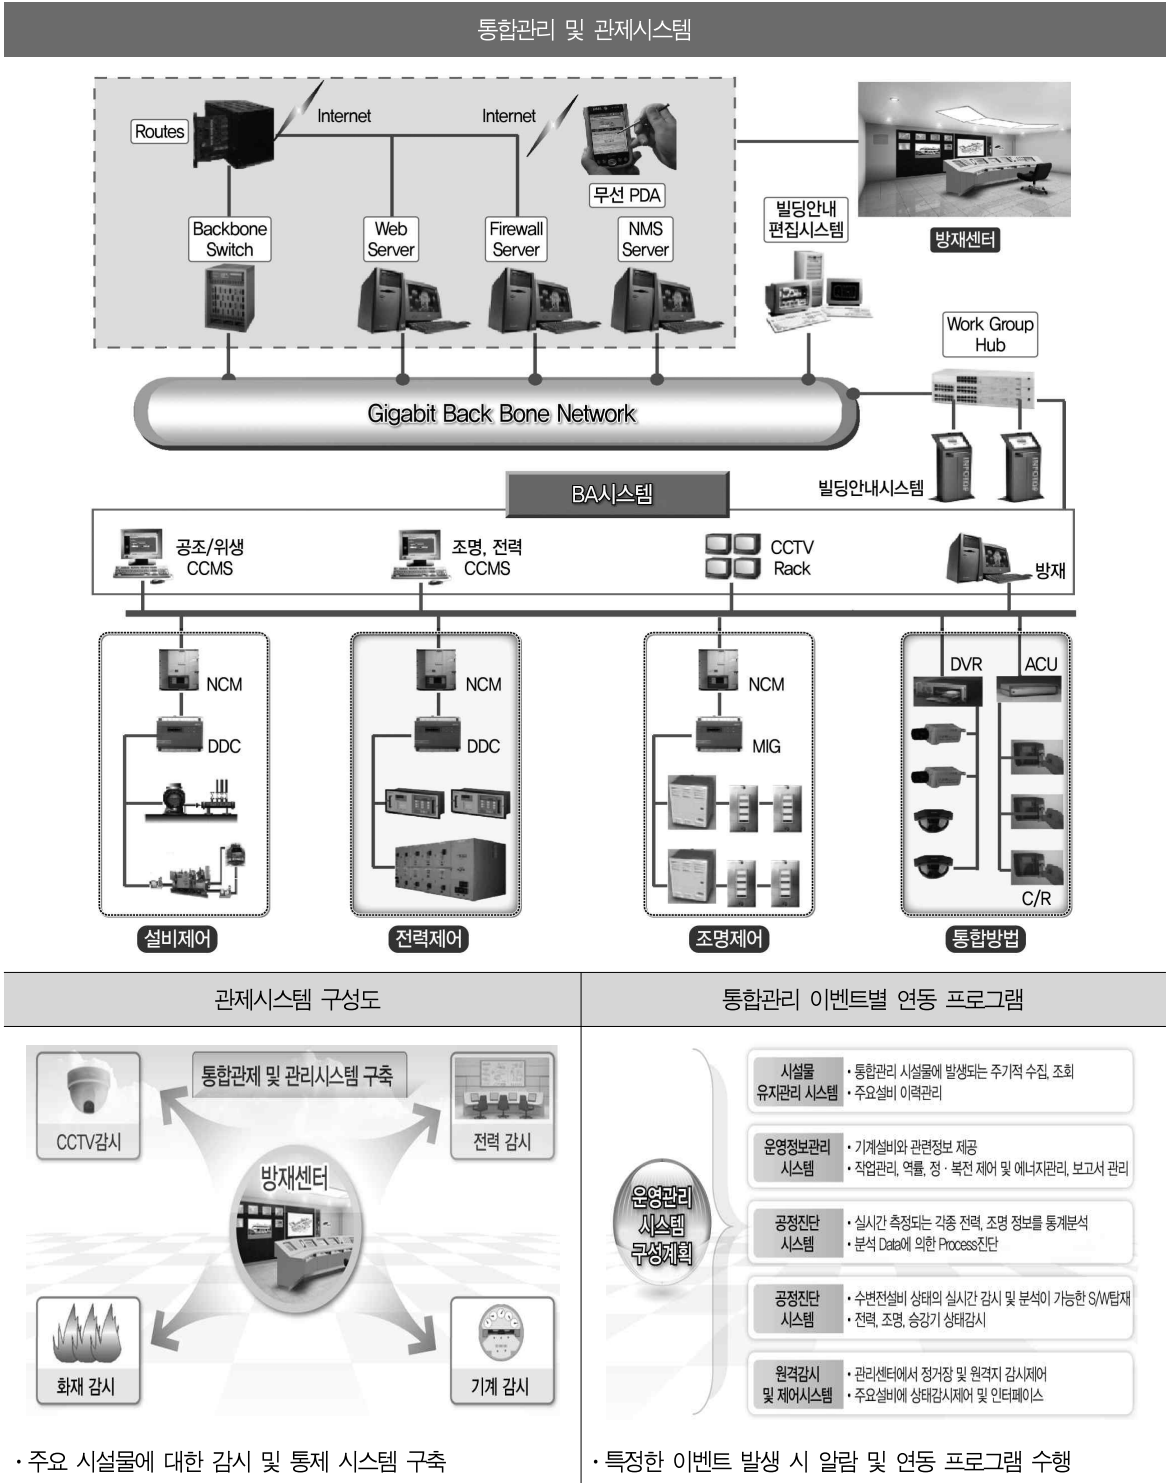 통합관리 및 관제시스템
Routes
Internet
Internet
무선 PDA
Backbone
Switch
Web
Server
Firewall
Server
NMS
Server
빌딩안내
편집시스템
방재센터
Work Group
Hub
Gigabit Back Bone Network
빌딩안내시스템
BA시스템
공조/위생
CCMS
조명, 전력
CCMS
CCTV
Rack
방재
NCM
DDC
설비제어
NCM
DDC
전력제어
NCM
MIG
조명제어
DVR
ACU
C/R
통합방법
관제시스템 구성도
통합관제 및 관리시스템 구축
CCTV감시
전력 감시
방재센터
화재 감시
기계 감시
· 주요 시설물에 대한 감시 및 통제 시스템 구축
통합관리 이벤트별 연동 프로그램
운영관리
시스템
구성계획
시설물
유지관리 시스템
· 통합관리 시설물에 발생되는 주기적 수집, 조회
· 주요설비 이력관리
운영정보관리
시스템
· 기계설비와 관련정보 제공
· 작업관리, 역률, 정 · 복전 제어 및 에너지관리, 보고서 관리
공정진단
시스템
· 실시간 측정되는 각종 전력, 조명 정보를 통계분석
· 분석 Data에 의한 Process진단
공정진단
시스템
· 수변전설비 상태의 실시간 감시 및 분석이 가능한 S/W탑재
· 전력, 조명, 승강기 상태감시
원격감시
및 제어시스템
· 관리센터에서 정거장 및 원격지 감시제어
· 주요설비에 상태감시제어 및 인터페이스
· 특정한 이벤트 발생 시 알람 및 연동 프로그램 수행